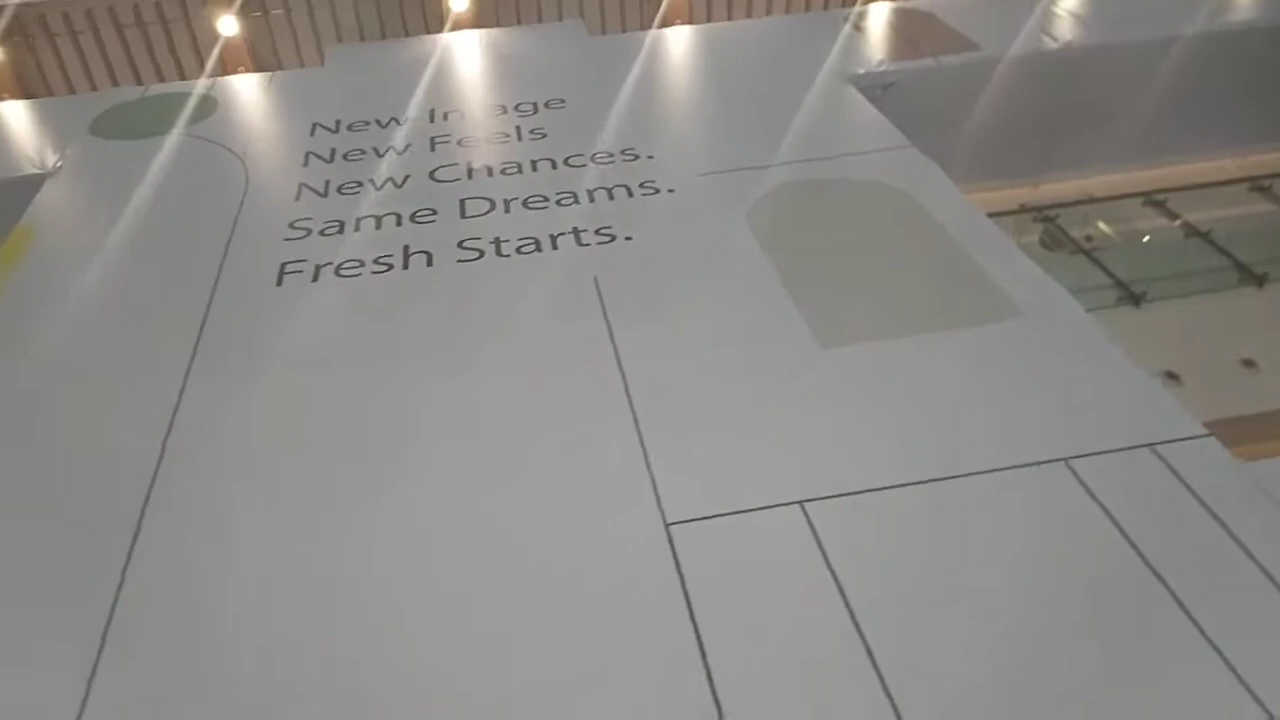 New Image
New Feels
New Chances.
Same Dreams.
Fresh Starts.